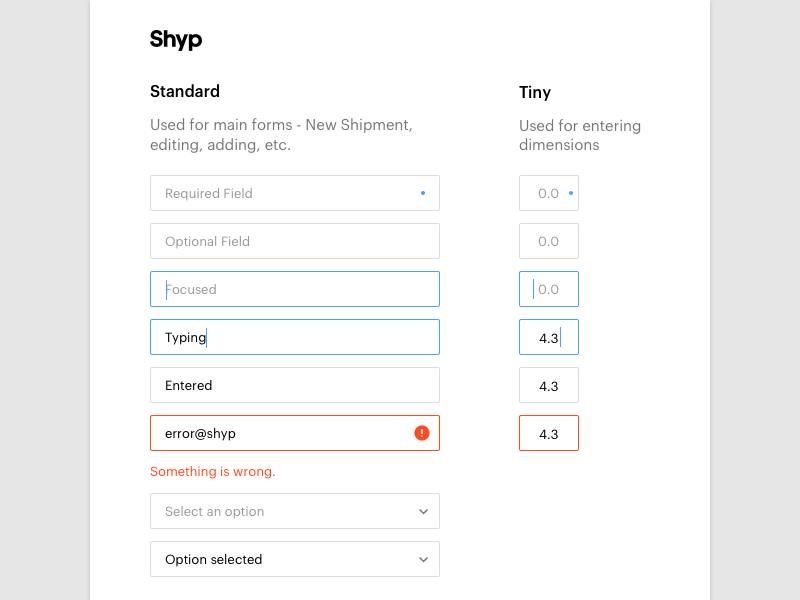 Shyp
Standard
Used for main forms - New Shipment,
editing, adding, etc.
Required Field
Optional Field
Focused
Typing
Entered
error@shyp
Something is wrong.
Select an option
Option selected
Tiny
Used for entering
dimensions
0.0
0.0
0.0
4.3
4.3
4.3